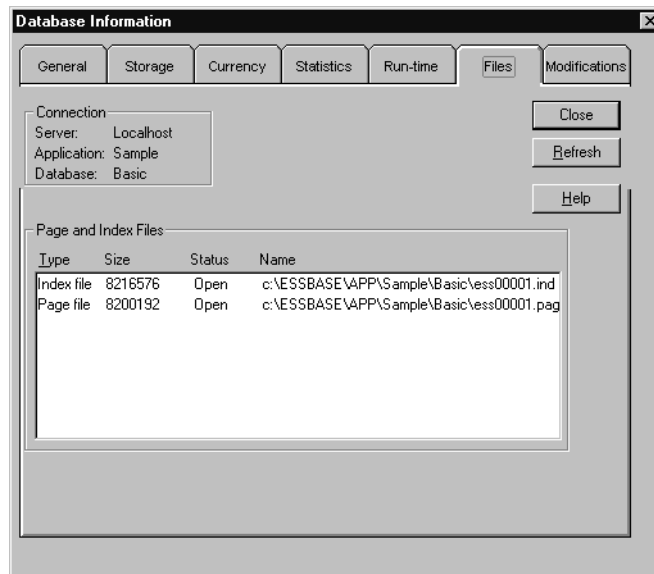 Database Information
General Storage Currency Statistics Run-time Files Modifications
Connection
Server: Localhost
Application: Sample
Database: Basic
Close
Refresh
Help
Page and Index Files
Type Size Status Name
Index file 8216576 Open c:\ESSBASE\APP\Sample\Basic\ess00001.ind
Page file 8200192 Open c:\ESSBASE\APP\Sample\Basic\ess00001.pag